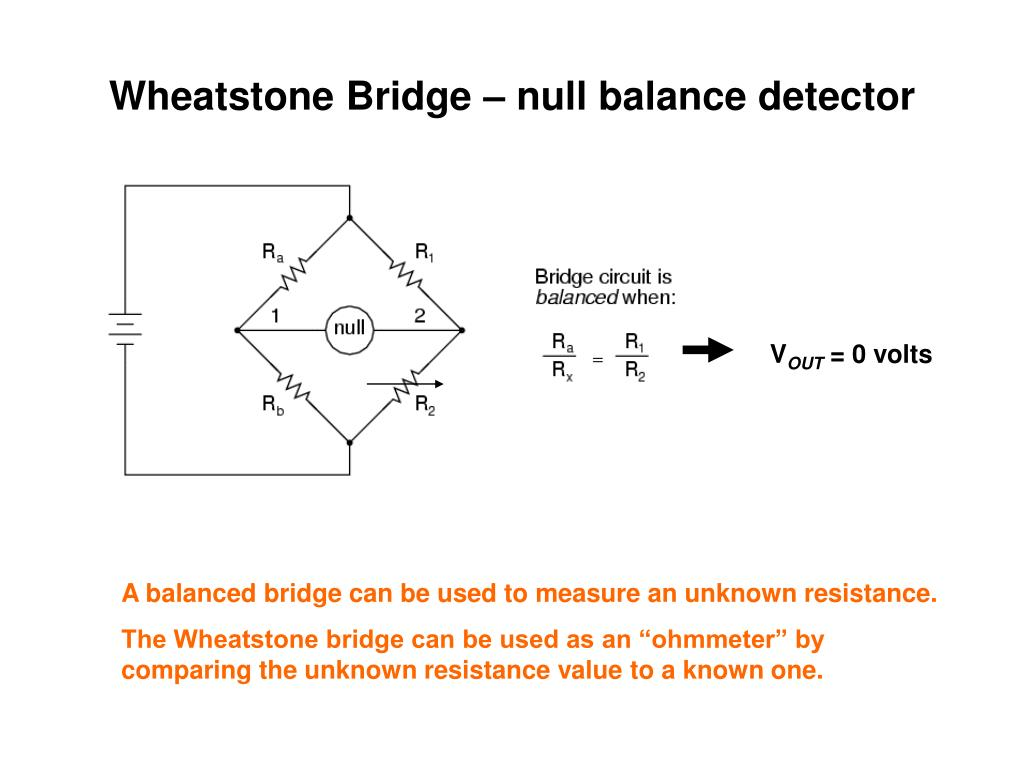 Wheatstone Bridge – null balance detector
Ra
R1
1
null
2
Rb
R2
Bridge circuit is
balanced when:
Ra
Rx
=
R1
R2
VOUT = 0 volts
A balanced bridge can be used to measure an unknown resistance.
The Wheatstone bridge can be used as an “ohmmeter” by
comparing the unknown resistance value to a known one.